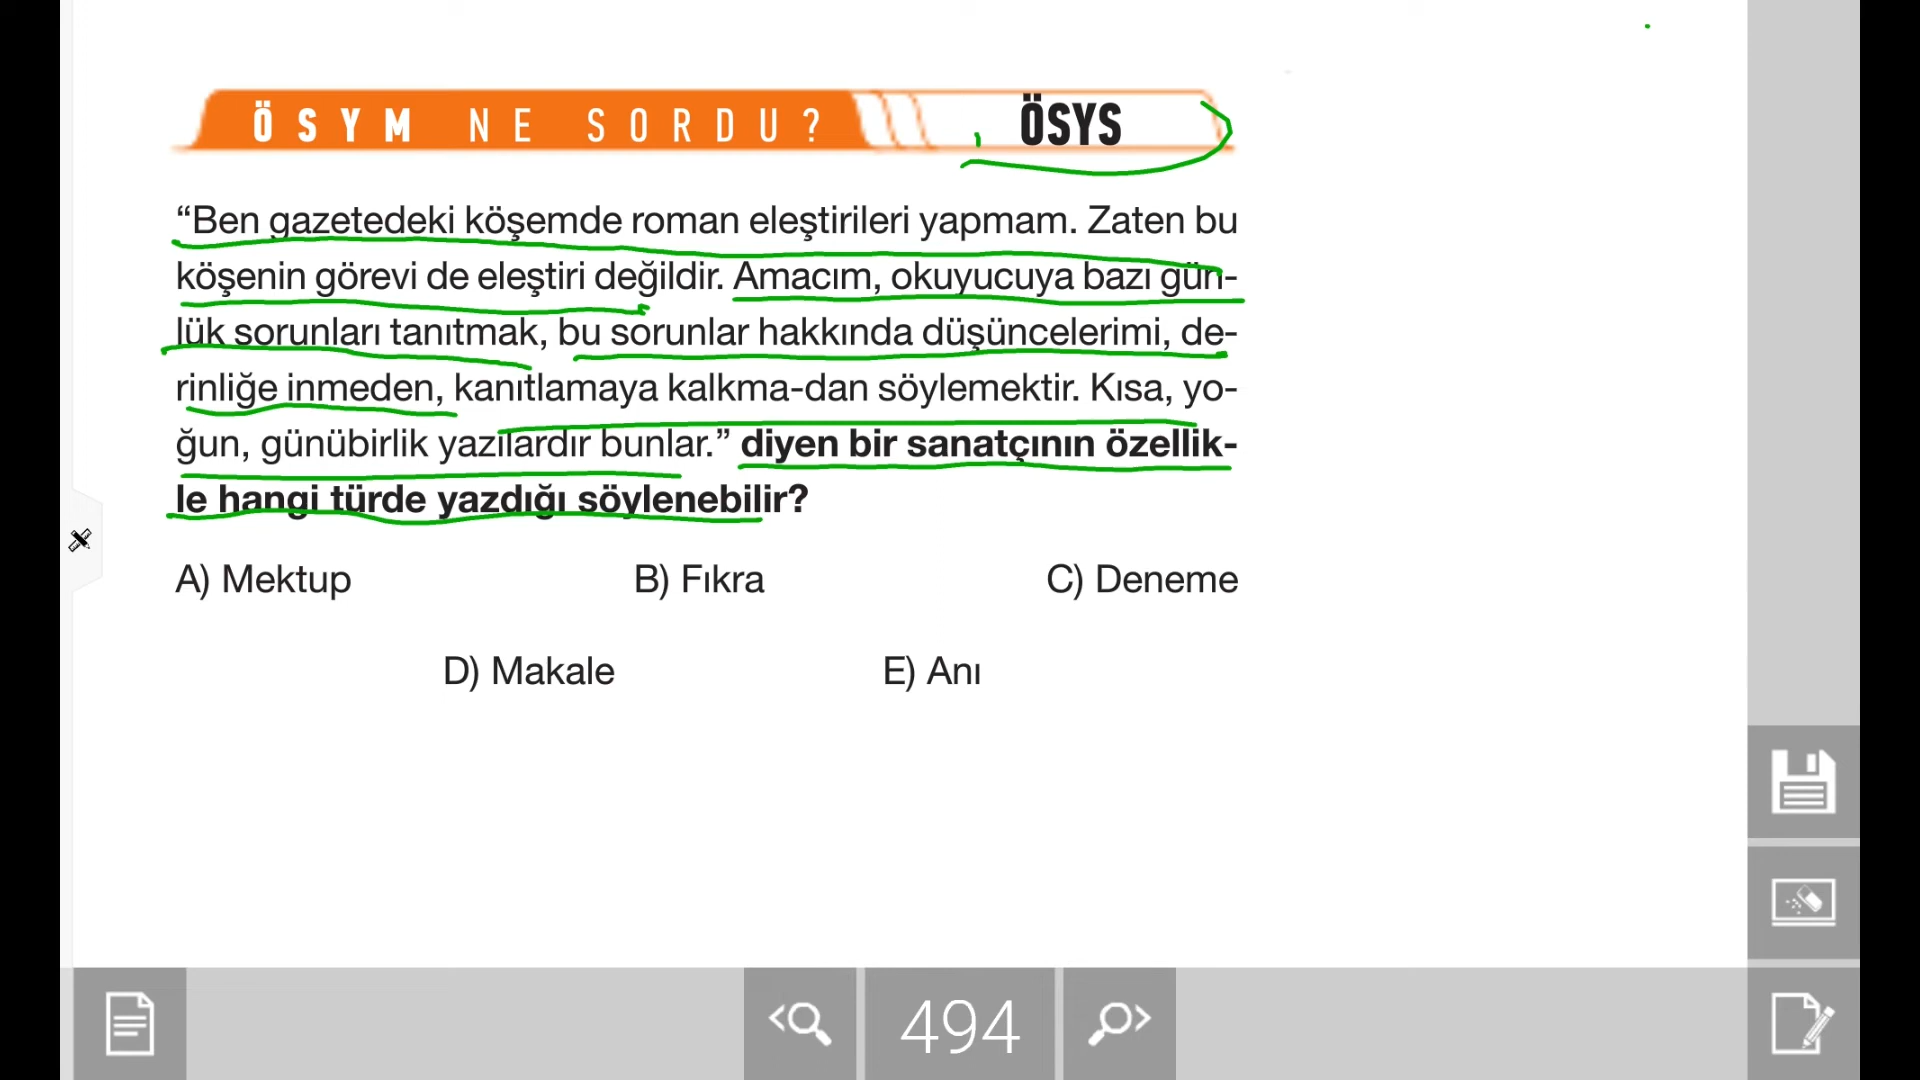 ÖSYM NE SORDU? ÖSYS
“Ben gazetedeki köşemde roman eleştirileri yapmam. Zaten bu
köşenin görevi de eleştiri değildir. Amacım, okuyucuya bazı gün-
lük sorunları tanıtmak, bu sorunlar hakkında düşüncelerimi, de-
rinliğe inmeden, kanıtlamaya kalkma-dan söylemektir. Kısa, yo-
ğun, günübirlik yazılardır bunlar.” diyen bir sanatçının özellik-
le hangi türde yazdığı söylenebilir?
A) Mektup B) Fıkra C) Deneme
D) Makale E) Anı
494